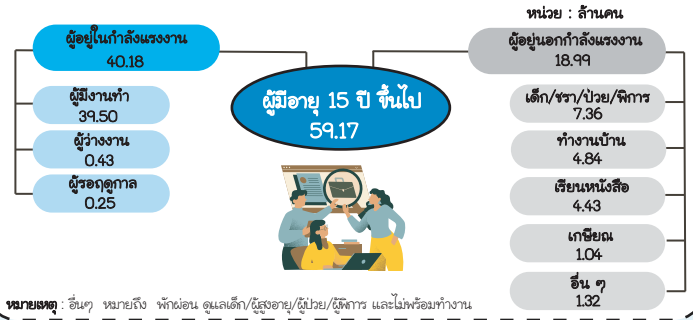 หน่วย : ล้านคน
ผู้มีอายุ 15 ปี ขึ้นไป
59.17
ผู้อยู่ในกำลังแรงงาน
40.18
ผู้มีงานทำ
39.50
ผู้ว่างงาน
0.43
ผู้รอฤดูกาล
0.25
ผู้อยู่นอกกำลังแรงงาน
18.99
เด็ก/ชรา/ป่วย/พิการ
7.36
ทำงานบ้าน
4.84
เรียนหนังสือ
4.43
เกษียณ
1.04
อื่น ๆ
1.32
หมายเหตุ : อื่นๆ หมายถึง พักผ่อน ดูแลเด็ก/ผู้สูงอายุ/ผู้ป่วย/ผู้พิการ และไม่พร้อมทำงาน